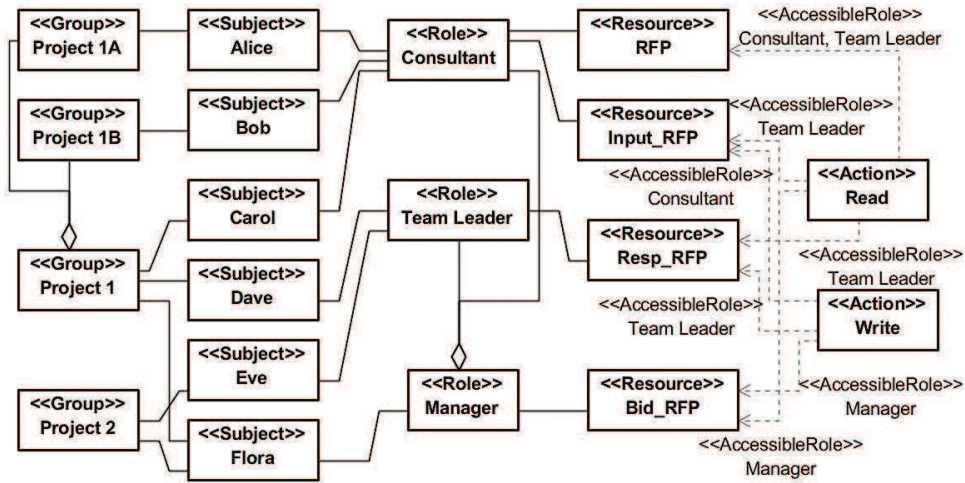 <<Group>>
Project 1A
<<Subject>>
Alice
<<Role>>
Consultant
<<Resource>>
RFP
<<AccessibleRole>>
Consultant, Team Leader
<<Group>>
Project 1B
<<Subject>>
Bob
<<Resource>>
Input_RFP
<<AccessibleRole>>
Team Leader
<<AccessibleRole>>
Consultant
<<Action>>
Read
<<Subject>>
Carol
<<Role>>
Team Leader
<<Group>>
Project 1
<<Subject>>
Dave
<<Resource>>
Resp_RFP
<<AccessibleRole>>
Team Leader
<<AccessibleRole>>
Team Leader
<<Action>>
Write
<<Subject>>
Eve
<<Group>>
Project 2
<<Subject>>
Flora
<<Role>>
Manager
<<Resource>>
Bid_RFP
<<AccessibleRole>>
Manager
<<AccessibleRole>>
Manager